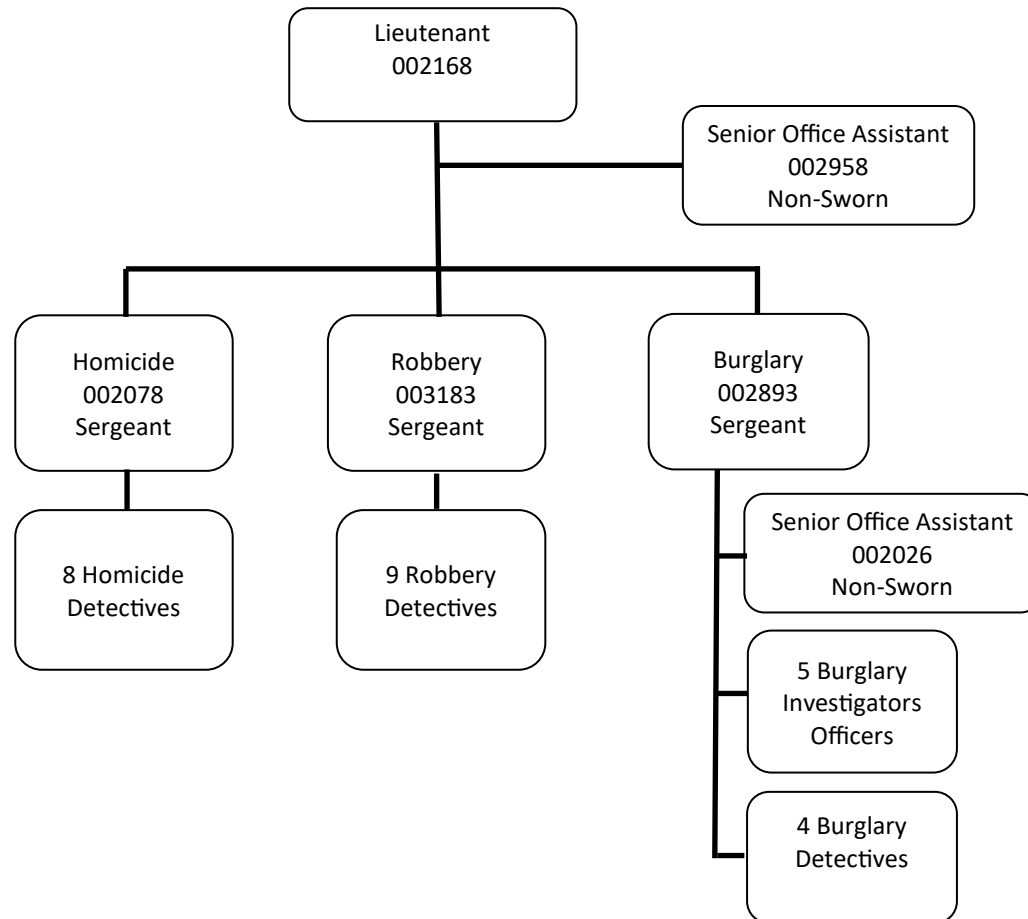 Lieutenant
002168
Senior Office Assistant
002958
Non-Sworn
Homicide
002078
Sergeant
Robbery
003183
Sergeant
Burglary
002893
Sergeant
8 Homicide
Detectives
9 Robbery
Detectives
Senior Office Assistant
002026
Non-Sworn
5 Burglary
Investigators
Officers
4 Burglary
Detectives